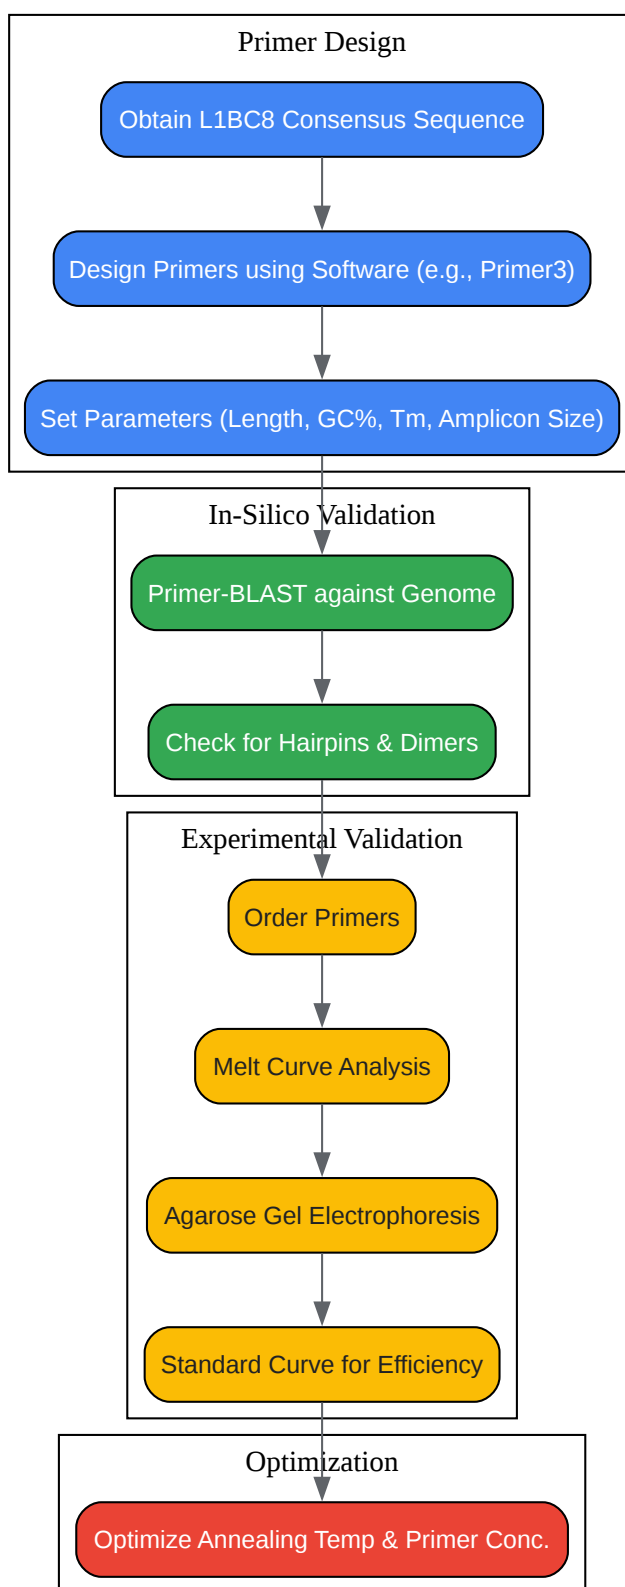 Primer Design
Obtain L1BC8 Consensus Sequence
Design Primers using Software (e.g., Primer3)
Set Parameters (Length, GC%, Tm, Amplicon Size)
In-Silico Validation
Primer-BLAST against Genome
Check for Hairpins & Dimers
Experimental Validation
Order Primers
Melt Curve Analysis
Agarose Gel Electrophoresis
Standard Curve for Efficiency
Optimization
Optimize Annealing Temp & Primer Conc.